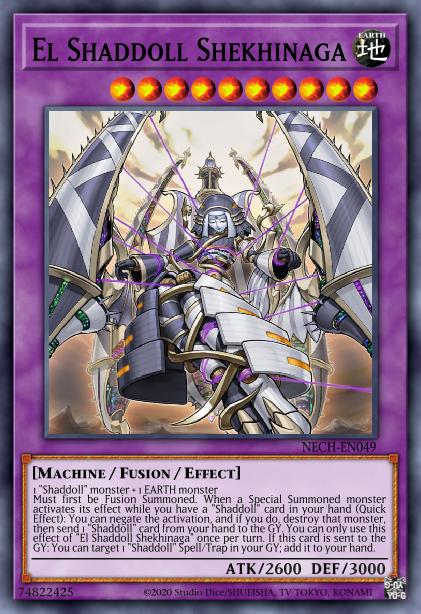 El Shaddoll Shekhinaga
EARTH
地
NECH-EN049
[Machine / Fusion / Effect]
1 "Shaddoll" monster + 1 EARTH monster
Must first be Fusion Summoned. When a Special Summoned monster
activates its effect while you have a "Shaddoll" card in your hand (Quick
Effect): You can negate the activation, and if you do, destroy that monster,
then send 1 "Shaddoll" card from your hand to the GY. You can only use this
effect of "El Shaddoll Shekhinaga" once per turn. If this card is sent to the
GY: You can target 1 "Shaddoll" Spell/Trap in your GY; add it to your hand.
ATK/2600 DEF/3000
74822425 ©2020 Studio Dice/SHUEISHA, TV TOKYO, KONAMI